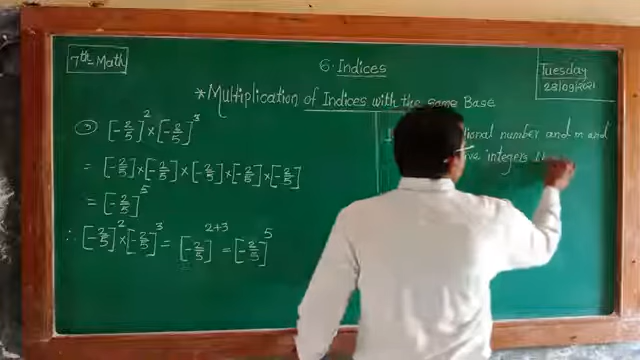 7th Math
6. Indices
Tuesday
28/09/2021
*Multiplication of Indices with the same Base
③ [-2/5]² × [-2/5]³
= [-2/5] × [-2/5] × [-2/5] × [-2/5] × [-2/5]
= [-2/5]⁵
∴ [-2/5]² × [-2/5]³ = [-2/5]²⁺³ = [-2/5]⁵
number and m and
integers